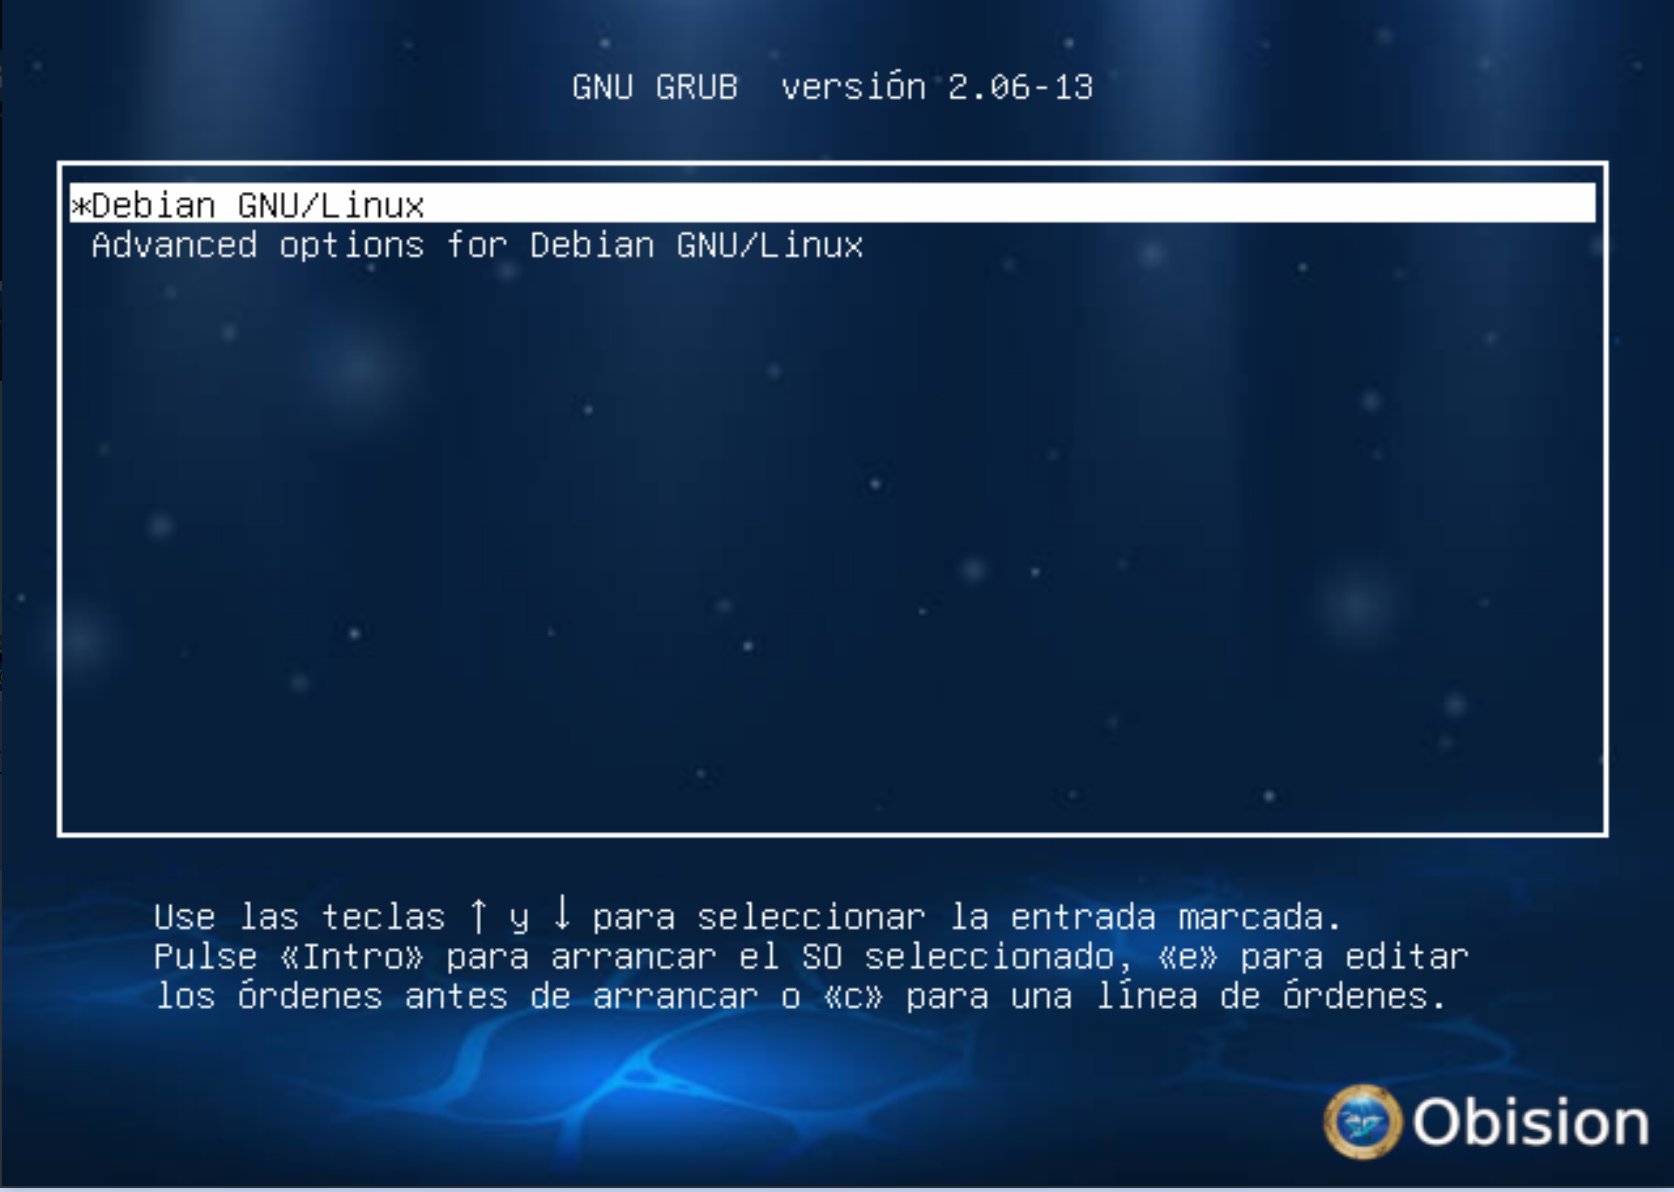 GNU GRUB versión 2.06-13
*Debian GNU/Linux
Advanced options for Debian GNU/Linux
Use las teclas ↑ y ↓ para seleccionar la entrada marcada.
Pulse «Intro» para arrancar el SO seleccionado, «e» para editar
los órdenes antes de arrancar o «c» para una línea de órdenes.
Obision